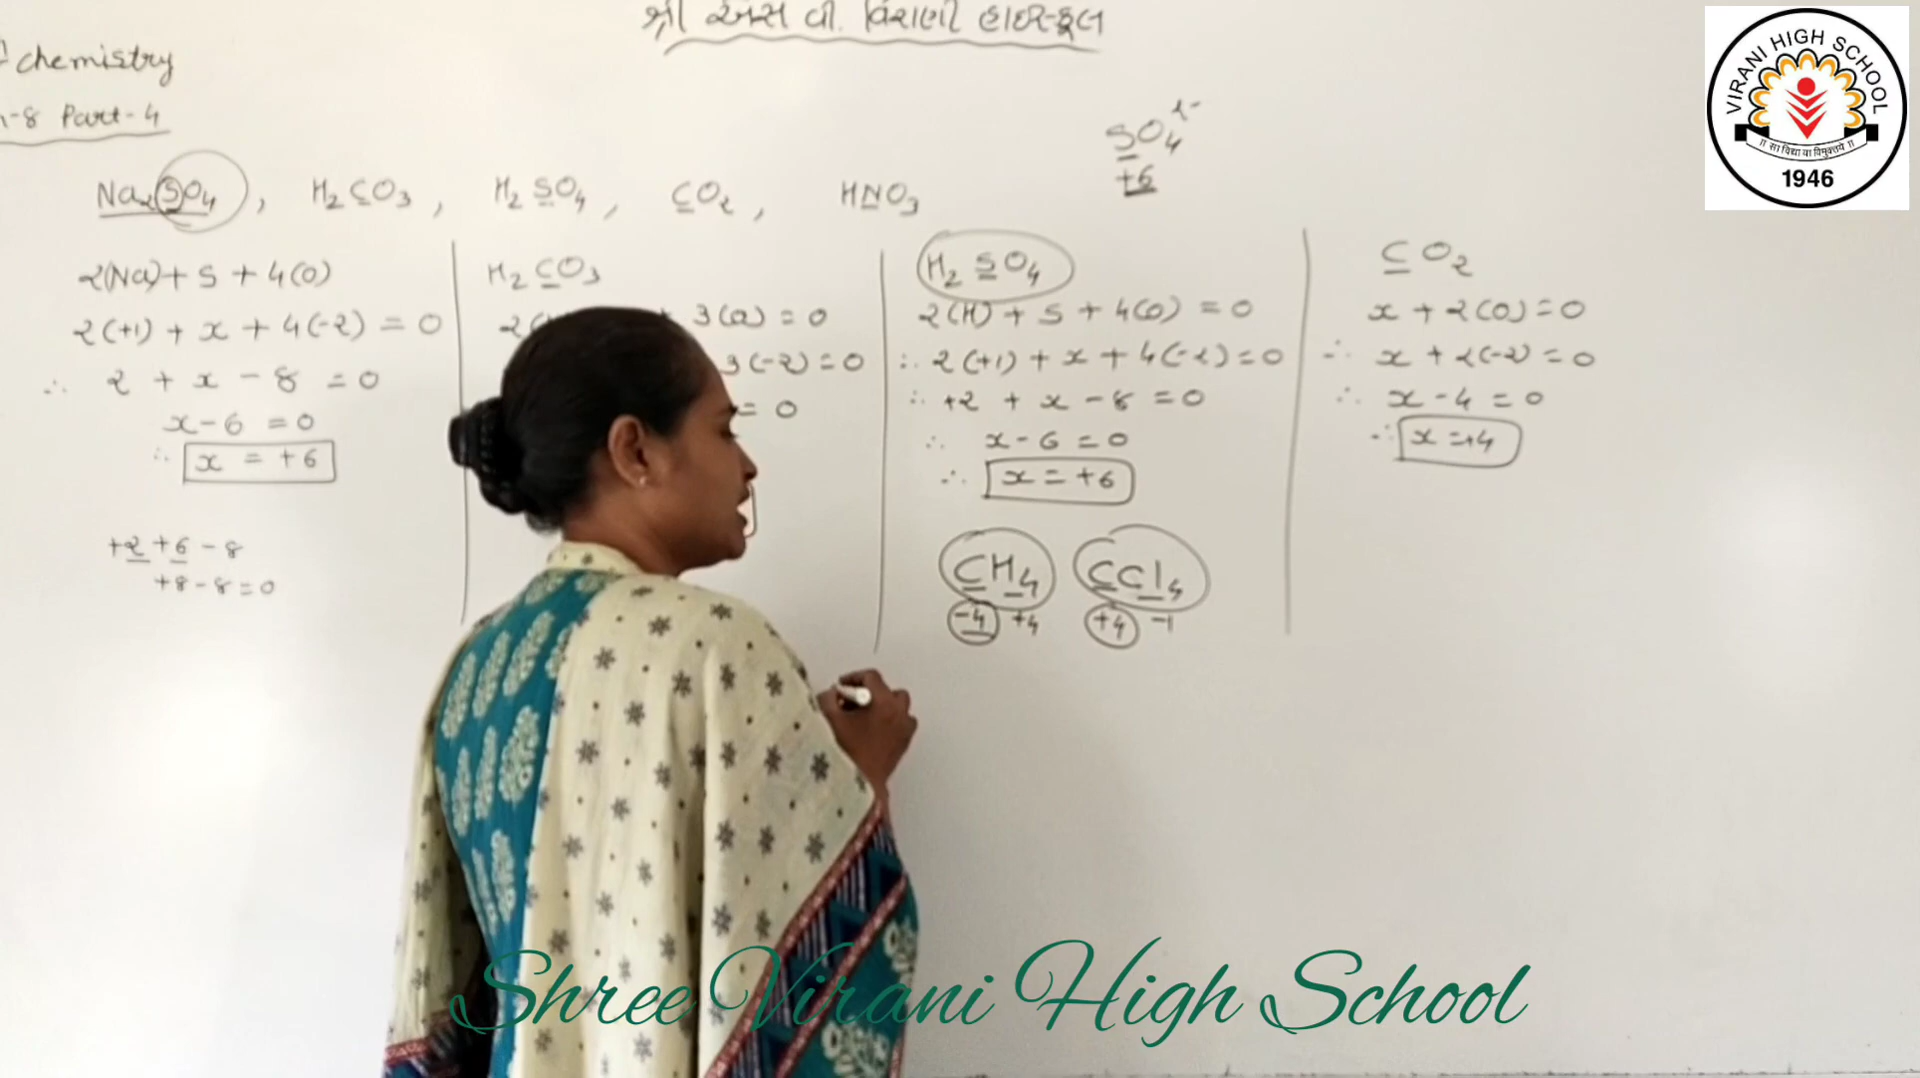 શ્રી એમ વી. વિરાણી હાઈસ્કૂલ
chemistry
-8 Part-4
SO₄²⁻
+6
Na₂SO₄, H₂CO₃, H₂SO₄, CO₂, HNO₃
2(Na)+S+4(O)
2(+1)+x+4(-2)=0
∴ 2+x-8=0
x-6=0
∴ x=+6
+2+6-8
+8-8=0
H₂CO₃
3(O)=0
3(-2)=0
=0
H₂SO₄
2(H)+S+4(O)=0
∴ 2(+1)+x+4(-2)=0
∴ +2+x-8=0
∴ x-6=0
∴ x=+6
CH₄ CCl₄
-4 +4 +4 -1
CO₂
x+2(O)=0
∴ x+2(-2)=0
∴ x-4=0
∴ x=+4
VIRANI HIGH SCHOOL
॥ सा विद्या या विमुक्तये ॥
1946
Shree Virani High School